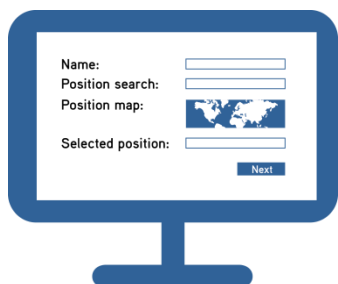 Name:
Position search:
Position map:
Selected position:
Next